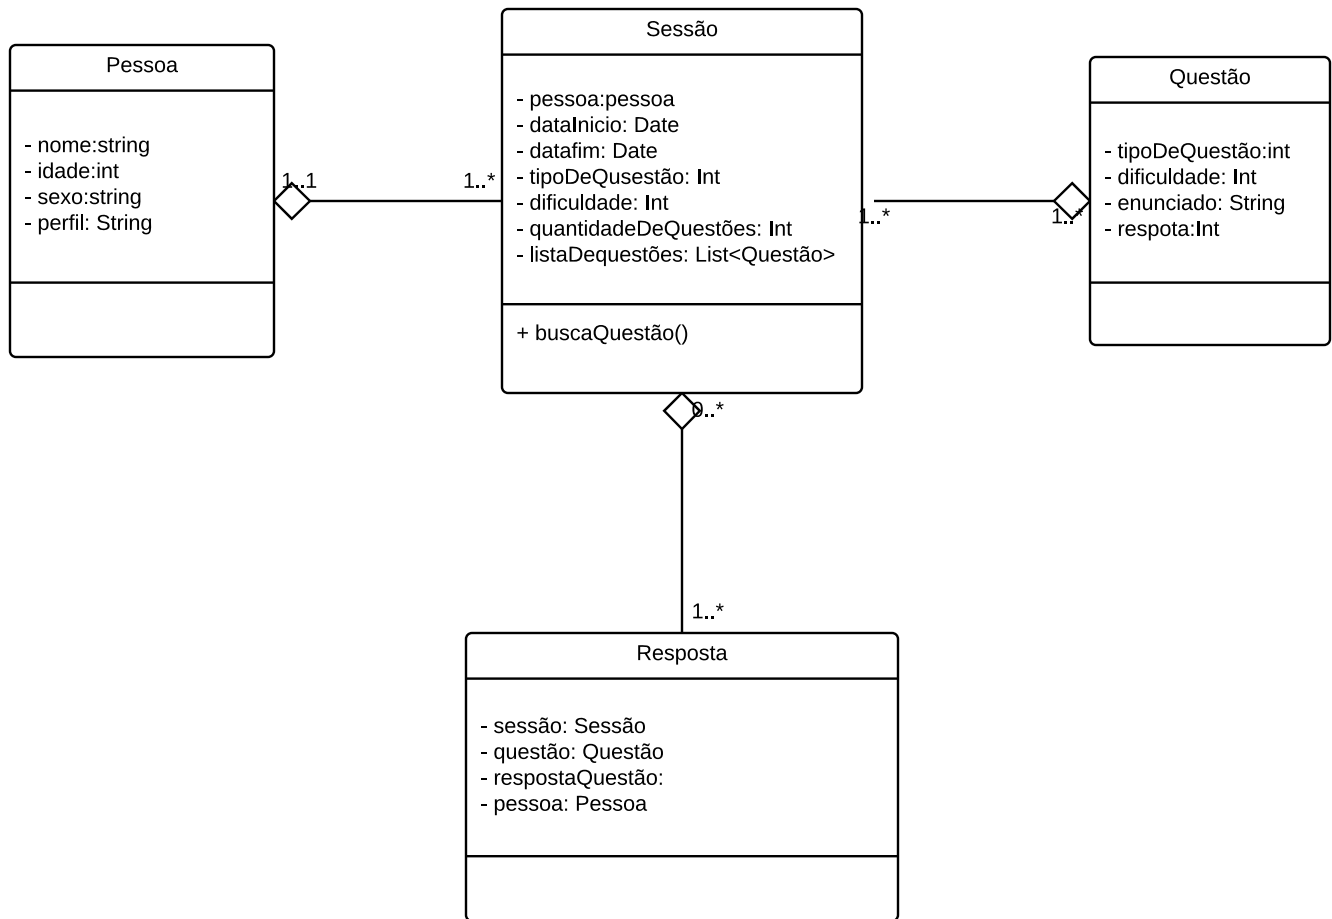 Pessoa
- nome:string
- idade:int
- sexo:string
- perfil: String
1..1
1..*
Sessão
- pessoa:pessoa
- dataInicio: Date
- datafim: Date
- tipoDeQusestão: Int
- dificuldade: Int
- quantidadeDeQuestões: Int
- listaDequestões: List<Questão>
+ buscaQuestão()
1..*
1..*
Questão
- tipoDeQuestão:int
- dificuldade: Int
- enunciado: String
- respota:Int
0..*
1..*
Resposta
- sessão: Sessão
- questão: Questão
- respostaQuestão:
- pessoa: Pessoa